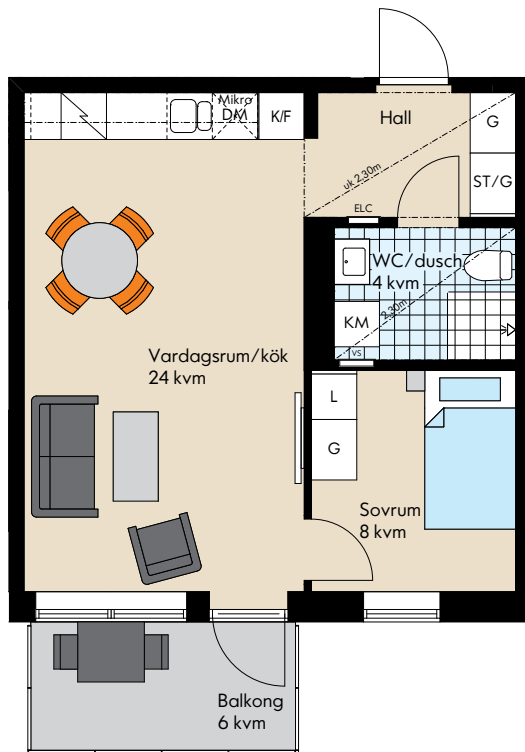 Mikro
DM
K/F
Hall
G
ST/G
uk 2,30m
ELC
WC/dusch
4 kvm
2,30m
KM
VS
Vardagsrum/kök
24 kvm
L
G
Sovrum
8 kvm
Balkong
6 kvm